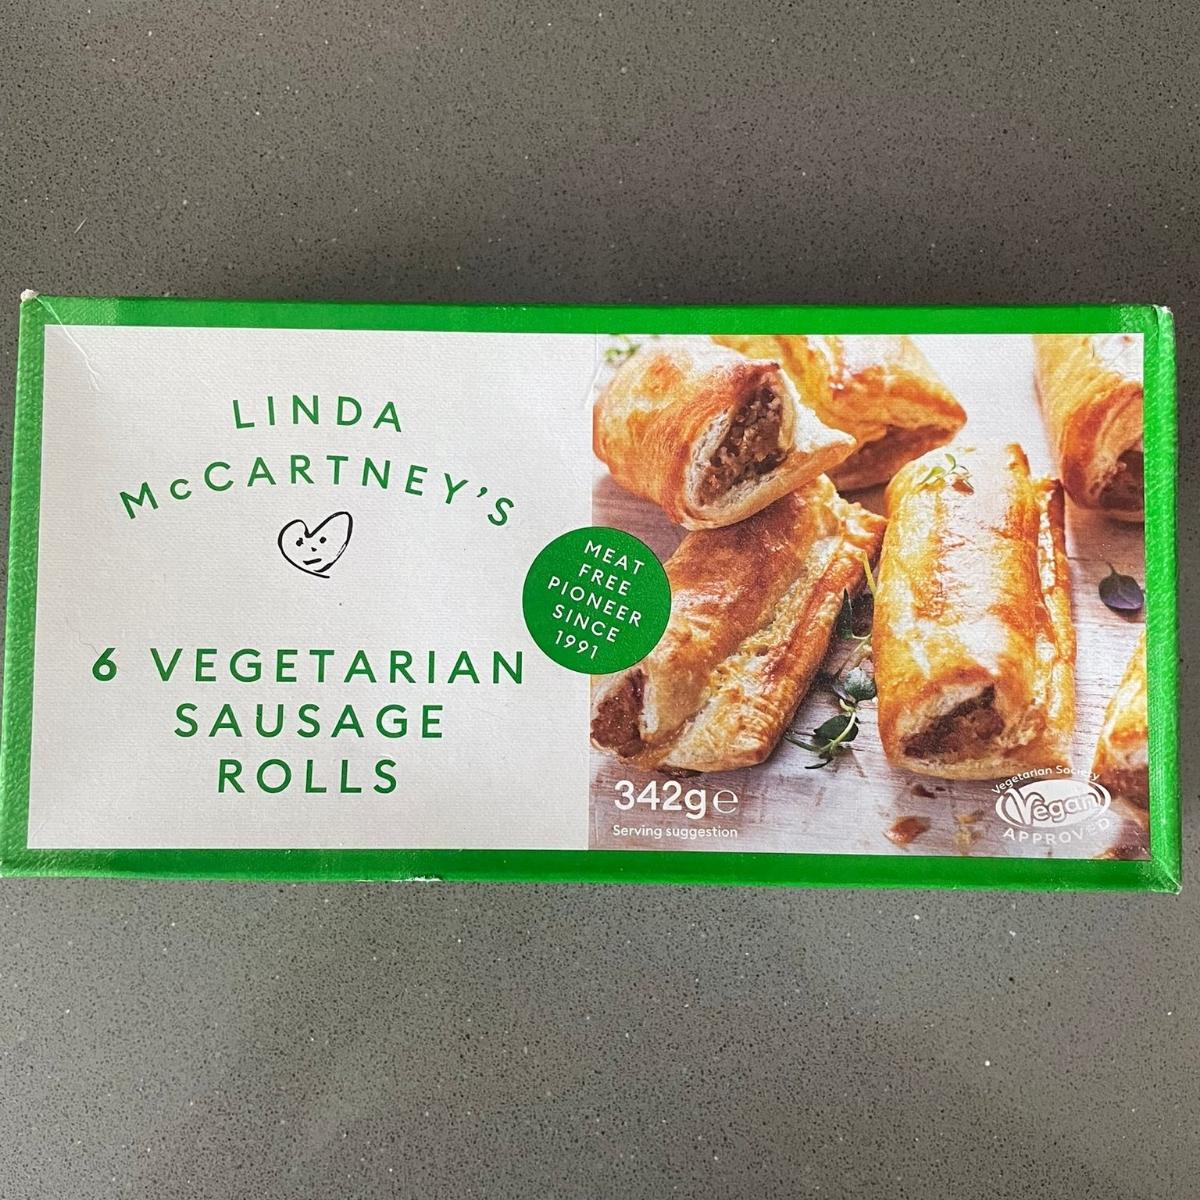 LINDA
McCARTNEY'S
6 VEGETARIAN
SAUSAGE
ROLLS
MEAT
FREE
PIONEER
SINCE
1991
342g℮
Serving suggestion
Vegetarian Society
Vegan
APPROVED